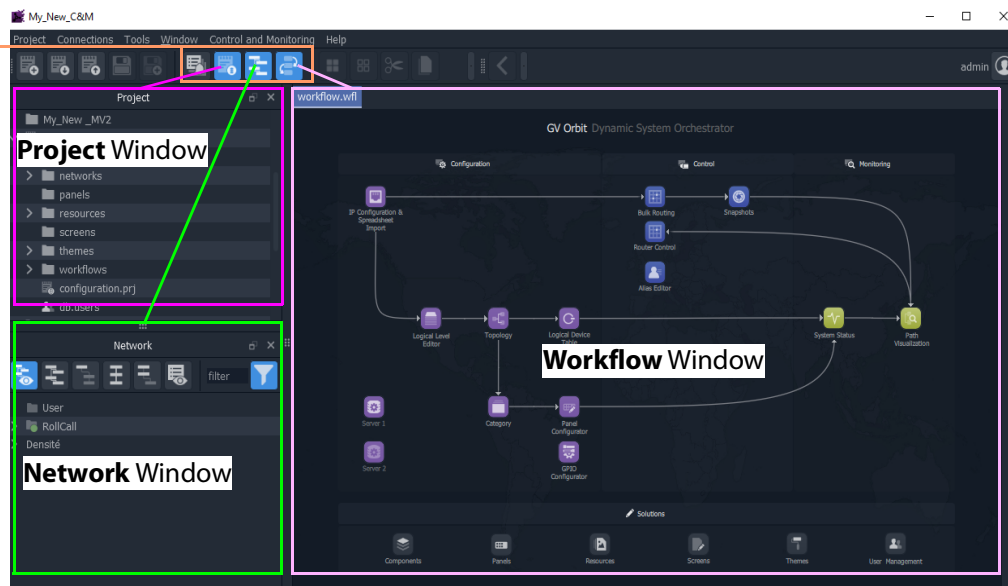 My_New_C&M
Project Connections Tools Window Control and Monitoring Help
admin
Project
My_New _MV2
Project Window
networks
panels
resources
screens
themes
workflows
configuration.prj
db.users
Network
filter
User
RollCall
Densité
Network Window
workflow.wfl
GV Orbit Dynamic System Orchestrator
Configuration
Control
Monitoring
IP Configuration &
Spreadsheet
Import
Bulk Routing
Snapshots
Router Control
Alias Editor
Logical Level
Editor
Topology
Logical Device
Table
System Status
Path
Visualization
Workflow Window
Server 1
Category
Panel
Configurator
Server 2
GPIO
Configurator
Solutions
Components
Panels
Resources
Screens
Themes
User Management